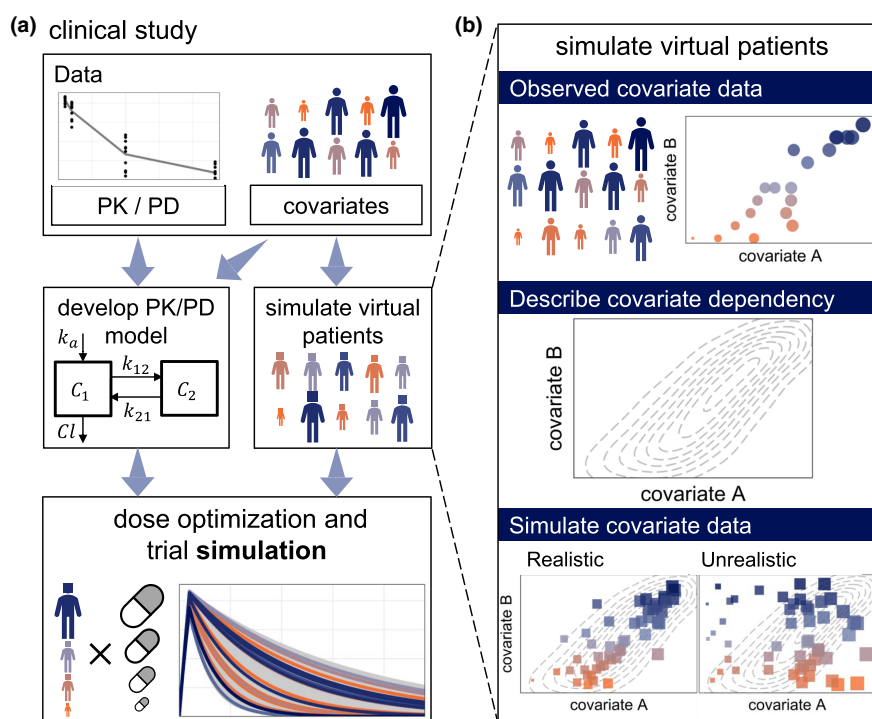 (a) clinical study
Data
PK / PD
covariates
develop PK/PD
model
k_a
C_1
k_12
C_2
k_21
Cl
simulate virtual
patients
dose optimization and
trial simulation
×
(b)
simulate virtual patients
Observed covariate data
covariate B
covariate A
Describe covariate dependency
covariate B
covariate A
Simulate covariate data
Realistic
Unrealistic
covariate B
covariate A
covariate A